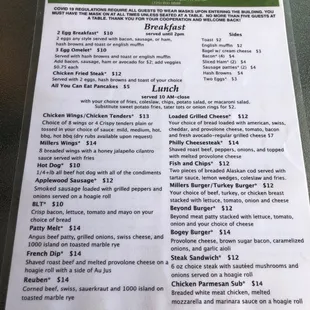 COVID 19 REGULATIONS REQUIRE ALL GUESTS TO WEAR MASKS UPON ENTERING THE BUILDING. YOU
MUST HAVE THE MASK ON AT ALL TIMES UNLESS SEATED AT A TABLE. NO MORE THAN FIVE GUESTS AT
A TABLE. THANK YOU FOR YOUR COOPERATION AND WELCOME BACK!
Breakfast
served until 2pm
2 Egg Breakfast* $10
2 eggs any style served with bacon, sausage, or ham,
hash browns and toast or english muffin
3 Egg Omelet* $10
Served with hash browns and toast or english muffin
Add bacon, sausage, ham or avocado for $2, add veggies
$0.75 each
Chicken Fried Steak* $12
Served with 2 eggs, hash browns and toast of your choice
All You Can Eat Pancakes $5
Sides
Toast $2
English muffin $2
Bagel w/ cream cheese $3
Bacon* (4) $4
Sliced Ham* (1) $4
Sausage patties* (2) $4
Hash Browns $4
Two Eggs* $3
Lunch
served 10 AM-close
with your choice of fries, coleslaw, chips, potato salad, or macaroni salad.
Substitute sweet potato fries, tater tots or onion rings for $2.
Chicken Wings/Chicken Tenders* $13
Choice of 8 wings or 4 Crispy tenders
tossed in your choice of sauce: mild, medium, hot,
bbq, hot bbq (dry rubs available upon request)
Millers Wings* $14
8 breaded wings with a honey jalapeño cilantro
sauce served with fries
Hot Dog* $10
1/4-lb all beef hot dog with all of the condiments
Applewood Sausage* $12
Smoked sausage loaded with grilled peppers and
onions served on a hoagie roll
BLT* $10
Crisp bacon, lettuce, tomato and mayo on your
choice of bread
Patty Melt* $14
Angus beef patty, grilled onions, swiss cheese, and
1000 island on toasted marble rye
French Dip* $14
Shaved roast beef and melted provolone cheese on a
hoagie roll with a side of Au Jus
Reuben* $14
Corned beef, swiss, sauerkraut and 1000 island on
toasted marble rye
Loaded Grilled Cheese* $12
Your choice of bread loaded with american, swiss,
cheddar, and provolone cheese, tomato, bacon
and fresh avocado-regular grilled cheese $7
Philly Cheesesteak* $14
Shaved roast beef, peppers, onions, and topped
with melted provolone cheese
Fish and Chips* $12
Two pieces of breaded Alaskan cod served with
tartar sauce, lemon wedges, coleslaw and fries.
Millers Burger/Turkey Burger* $12
Your choice of beef, turkey, or chicken breast
stacked with lettuce, tomato, onion and cheese
Beyond Burger* $15
Beyond meat patty stacked with lettuce, tomato,
onion, and cheese
Bogey Burger* $14
Provolone cheese, brown sugar bacon, caramelized
onions, and garlic aioli
Steak Sandwich* $12
6 oz choice steak with sautéed mushrooms and
onions served on a hoagie roll
Chicken Parmesan Sub* $14
Breaded white meat chicken, melted
mozzarella and marinara sauce on a hoagie roll